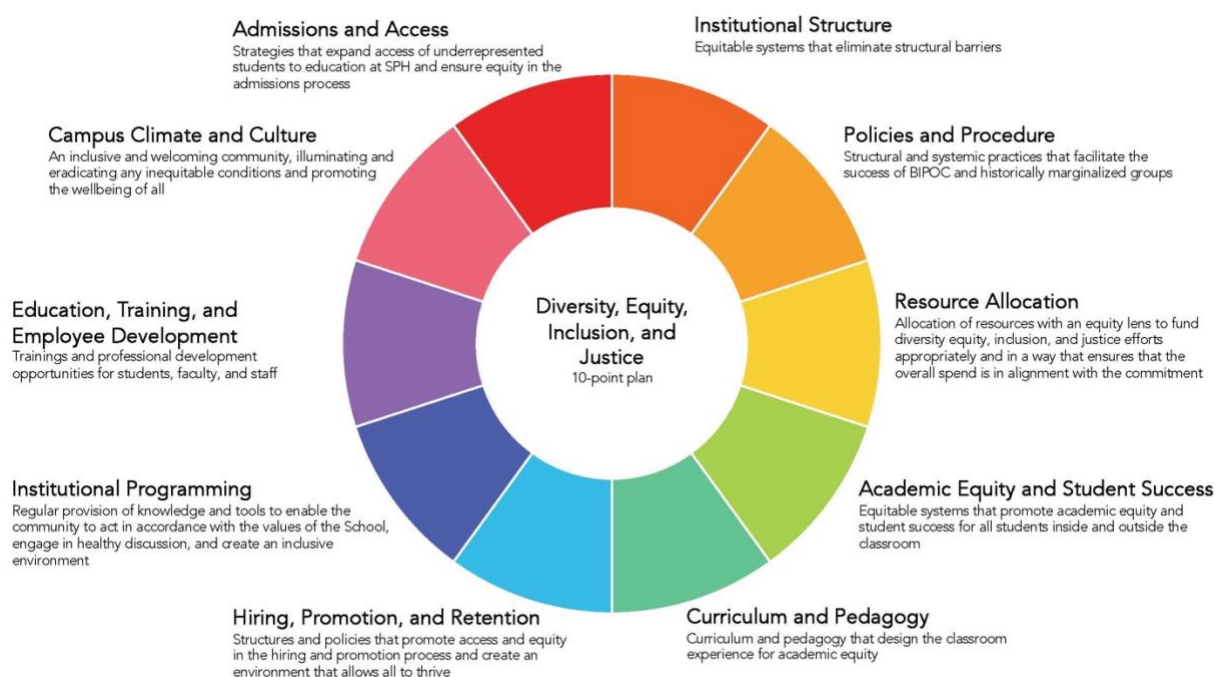 Admissions and Access
Strategies that expand access of underrepresented
students to education at SPH and ensure equity in the
admissions process
Institutional Structure
Equitable systems that eliminate structural barriers
Campus Climate and Culture
An inclusive and welcoming community, illuminating and
eradicating any inequitable conditions and promoting
the wellbeing of all
Policies and Procedure
Structural and systemic practices that facilitate the
success of BIPOC and historically marginalized groups
Education, Training, and
Employee Development
Trainings and professional development
opportunities for students, faculty, and staff
Diversity, Equity,
Inclusion, and
Justice
10-point plan
Resource Allocation
Allocation of resources with an equity lens to fund
diversity equity, inclusion, and justice efforts
appropriately and in a way that ensures that the
overall spend is in alignment with the commitment
Institutional Programming
Regular provision of knowledge and tools to enable the
community to act in accordance with the values of the School,
engage in healthy discussion, and create an inclusive
environment
Academic Equity and Student Success
Equitable systems that promote academic equity and
student success for all students inside and outside the
classroom
Hiring, Promotion, and Retention
Structures and policies that promote access and equity
in the hiring and promotion process and create an
environment that allows all to thrive
Curriculum and Pedagogy
Curriculum and pedagogy that design the classroom
experience for academic equity